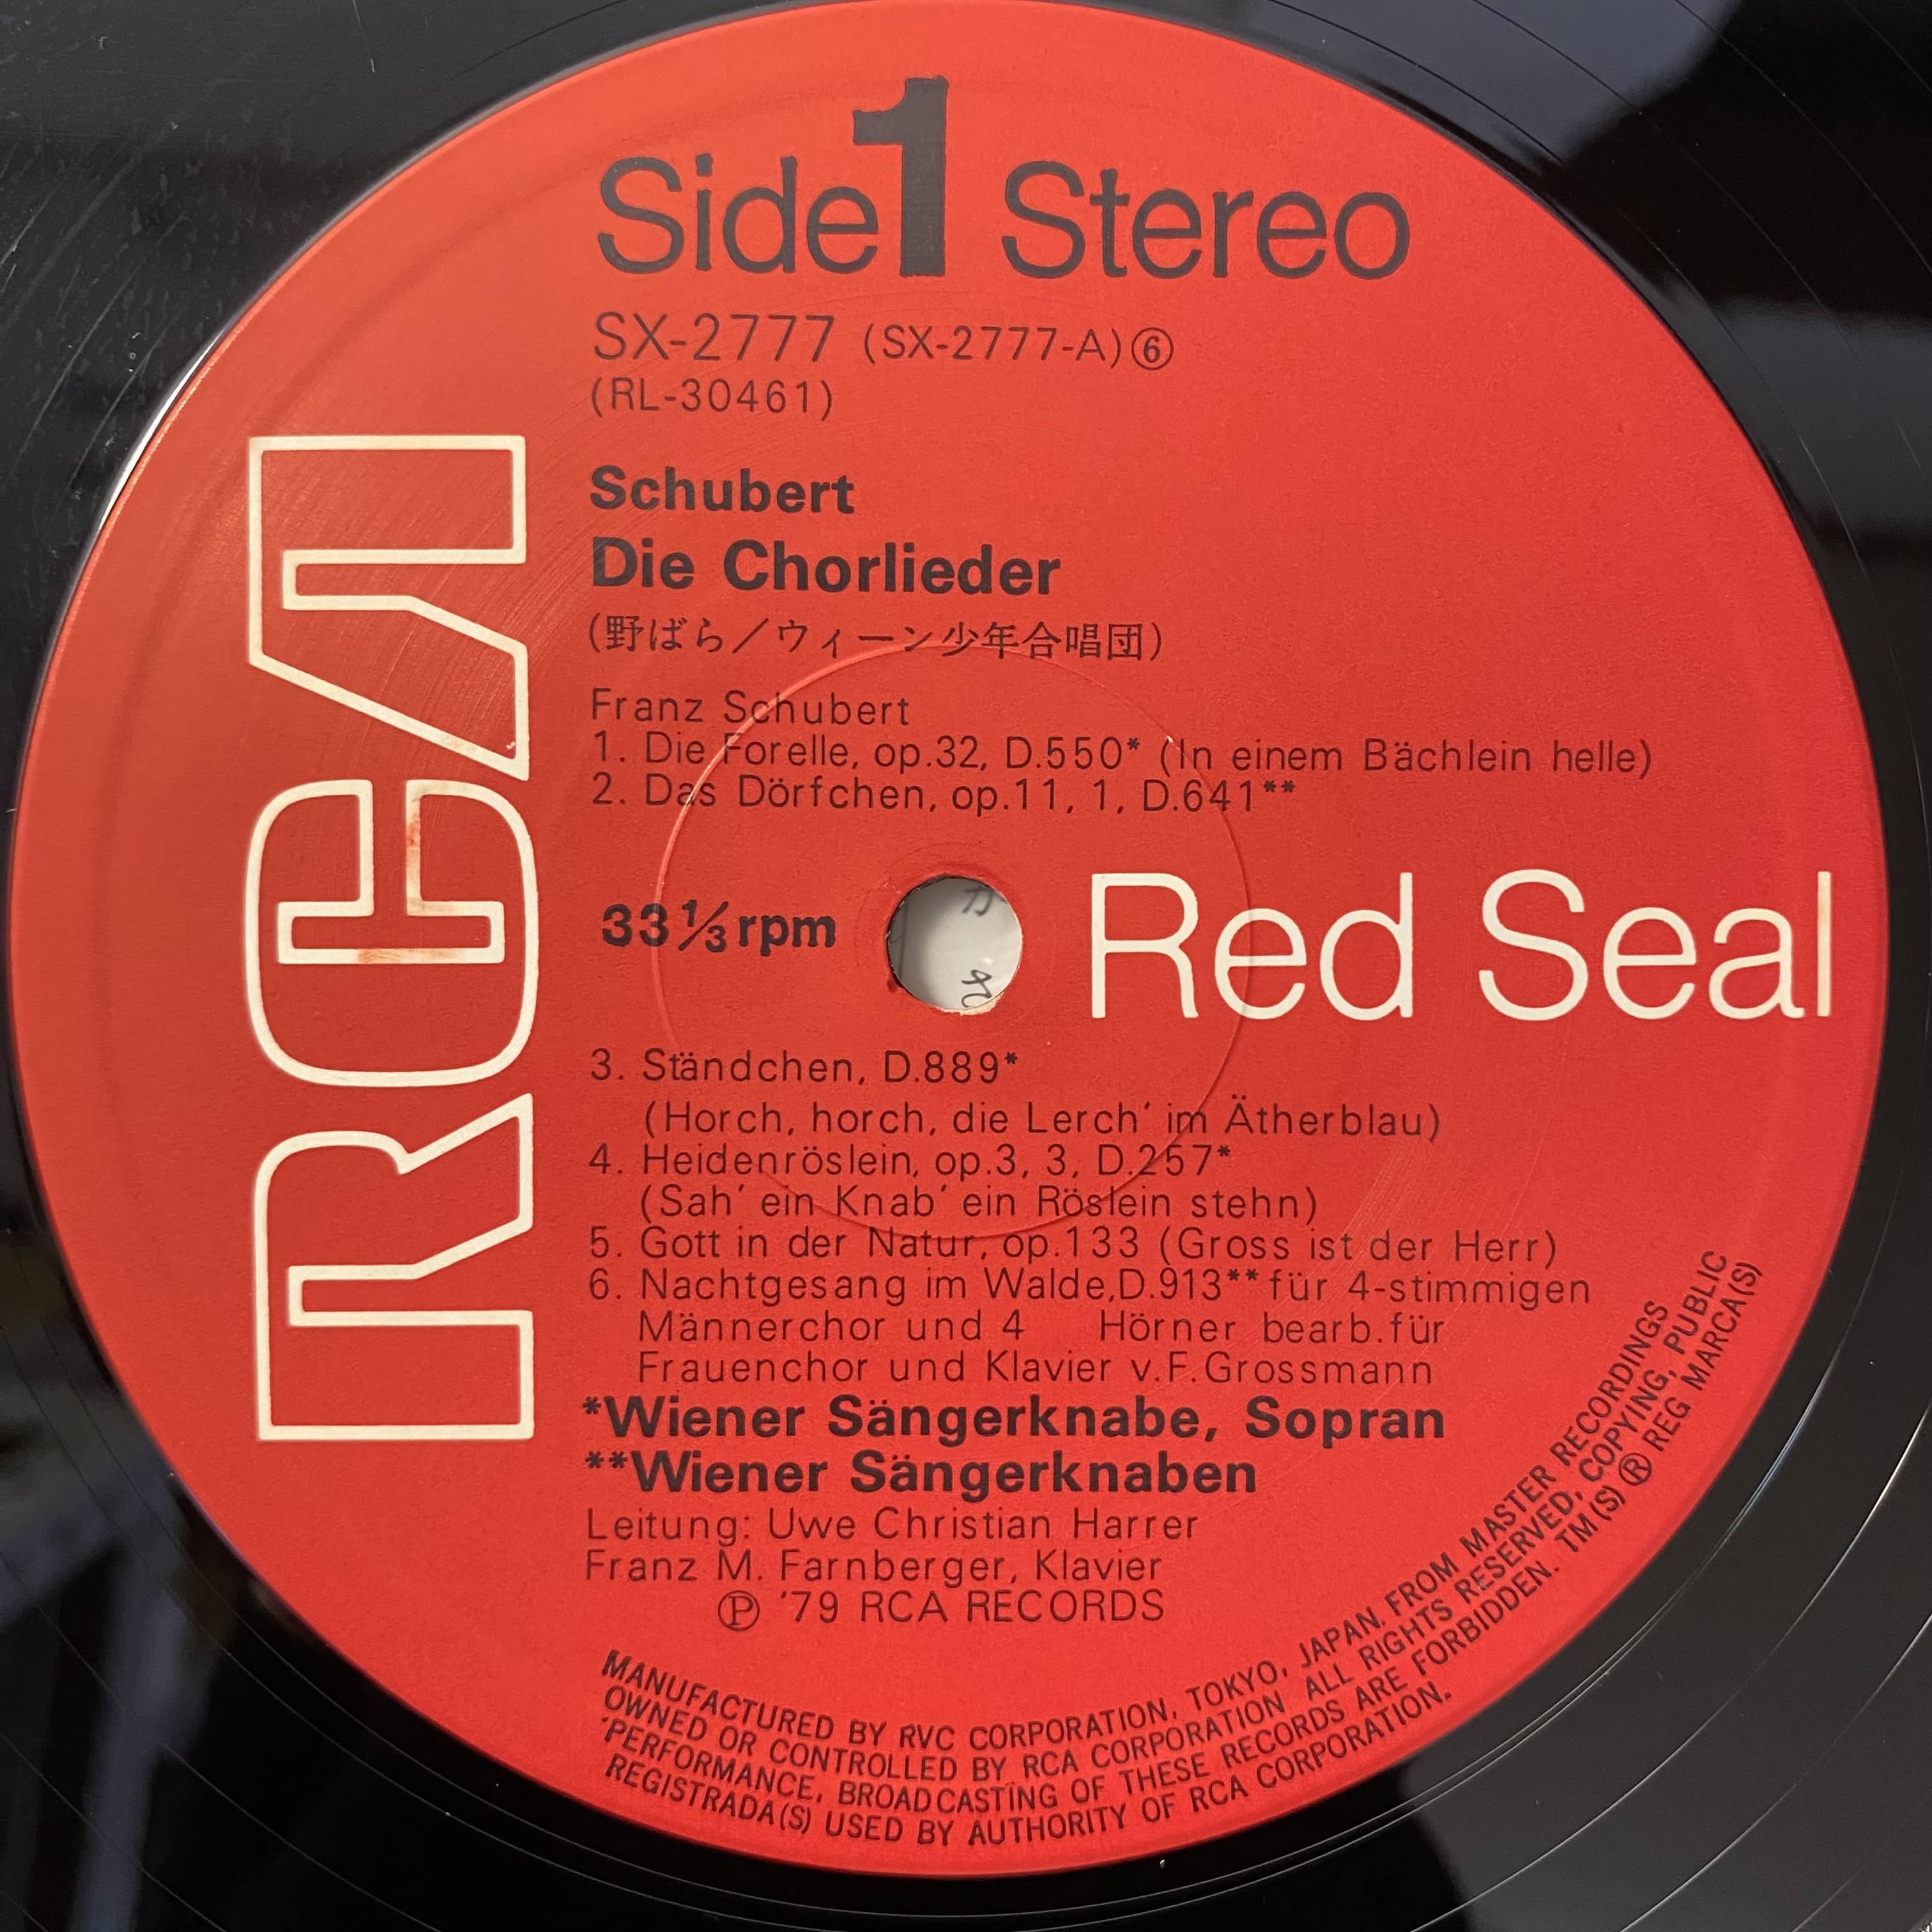 Side 1 Stereo
SX-2777 (SX-2777-A)⑥
(RL-30461)
RCA
Schubert
Die Chorlieder
(野ばら／ウィーン少年合唱団)
Franz Schubert
1. Die Forelle, op.32, D.550* (In einem Bächlein helle)
2. Das Dörfchen, op.11, 1, D.641**
33 1/3 rpm
Red Seal
3. Ständchen, D.889*
(Horch, horch, die Lerch' im Ätherblau)
4. Heidenröslein, op.3, 3, D.257*
(Sah' ein Knab' ein Röslein stehn)
5. Gott in der Natur, op.133 (Gross ist der Herr)
6. Nachtgesang im Walde,D.913** für 4-stimmigen
Männerchor und 4 Hörner bearb.für
Frauenchor und Klavier v.F.Grossmann
*Wiener Sängerknabe, Sopran
**Wiener Sängerknaben
Leitung: Uwe Christian Harrer
Franz M. Farnberger, Klavier
Ⓟ '79 RCA RECORDS
MANUFACTURED BY RVC CORPORATION, TOKYO, JAPAN. FROM MASTER RECORDINGS
OWNED OR CONTROLLED BY RCA CORPORATION ALL RIGHTS RESERVED, COPYING, PUBLIC
PERFORMANCE, BROADCASTING OF THESE RECORDS ARE FORBIDDEN. TM(S) ® REG MARCA(S)
REGISTRADA(S) USED BY AUTHORITY OF RCA CORPORATION.